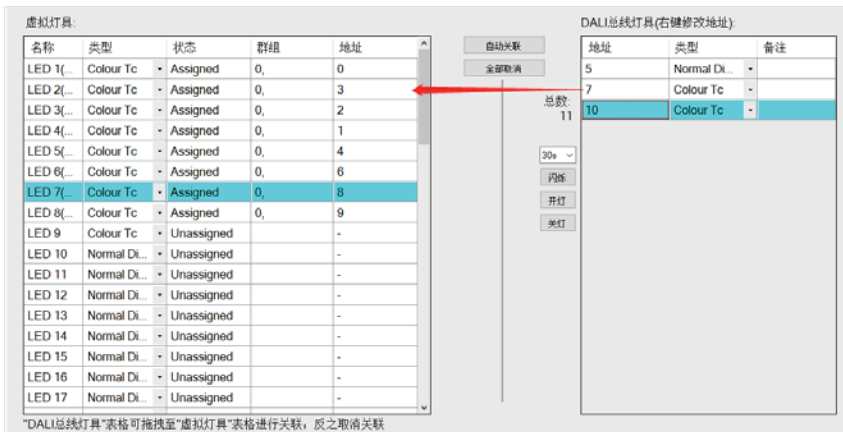 虚拟灯具:
DALI总线灯具(右键修改地址):
名称 类型 状态 群组 地址
LED 1(... Colour Tc Assigned 0, 0
LED 2(... Colour Tc Assigned 0, 3
LED 3(... Colour Tc Assigned 0, 2
LED 4(... Colour Tc Assigned 0, 1
LED 5(... Colour Tc Assigned 0, 4
LED 6(... Colour Tc Assigned 0, 6
LED 7(... Colour Tc Assigned 0, 8
LED 8(... Colour Tc Assigned 0, 9
LED 9 Colour Tc Unassigned -
LED 10 Normal Di... Unassigned -
LED 11 Normal Di... Unassigned -
LED 12 Normal Di... Unassigned -
LED 13 Normal Di... Unassigned -
LED 14 Normal Di... Unassigned -
LED 15 Normal Di... Unassigned -
LED 16 Normal Di... Unassigned -
LED 17 Normal Di... Unassigned -
自动关联
全部取消
总数:
11
30s
闪烁
开灯
关灯
地址 类型 备注
5 Normal Di...
7 Colour Tc
10 Colour Tc
"DALI总线灯具"表格可拖拽至"虚拟灯具"表格进行关联，反之取消关联